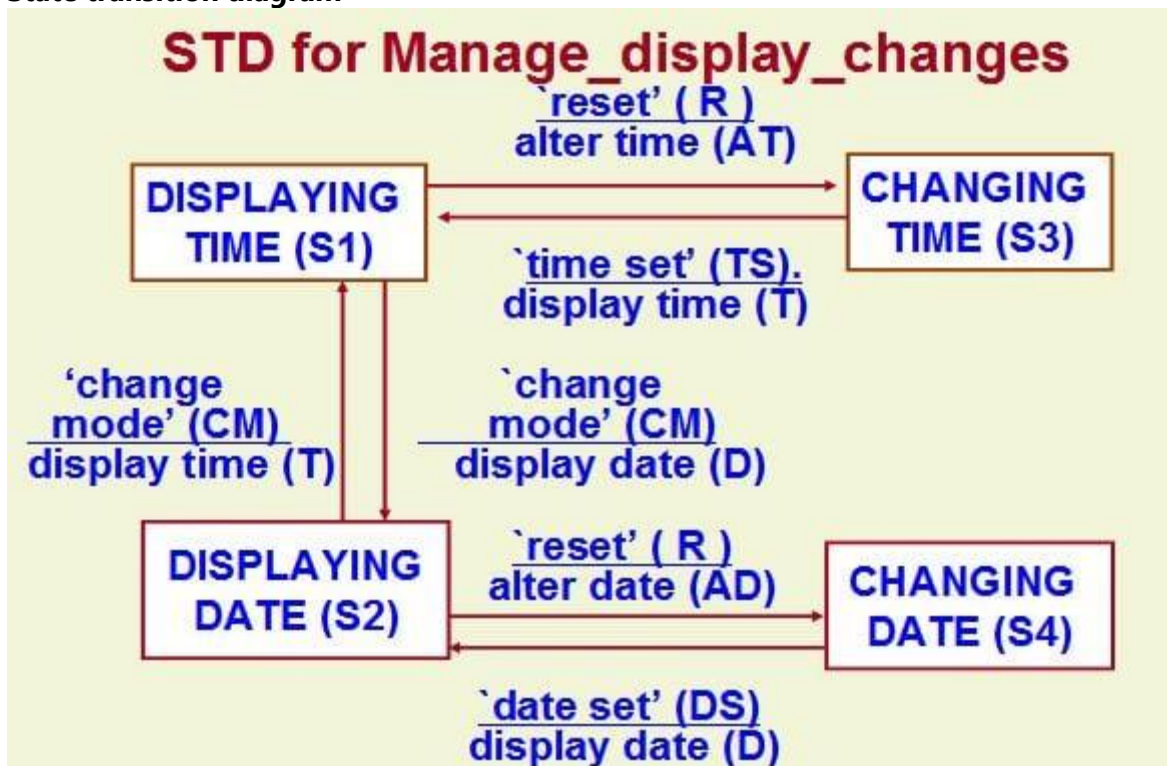 State transition diagram
STD for Manage_display_changes
`reset' ( R )
alter time (AT)
DISPLAYING
TIME (S1)
CHANGING
TIME (S3)
`time set' (TS).
display time (T)
‘change
mode' (CM)
display time (T)
`change
mode' (CM)
display date (D)
DISPLAYING
DATE (S2)
`reset' ( R )
alter date (AD)
CHANGING
DATE (S4)
`date set' (DS)
display date (D)